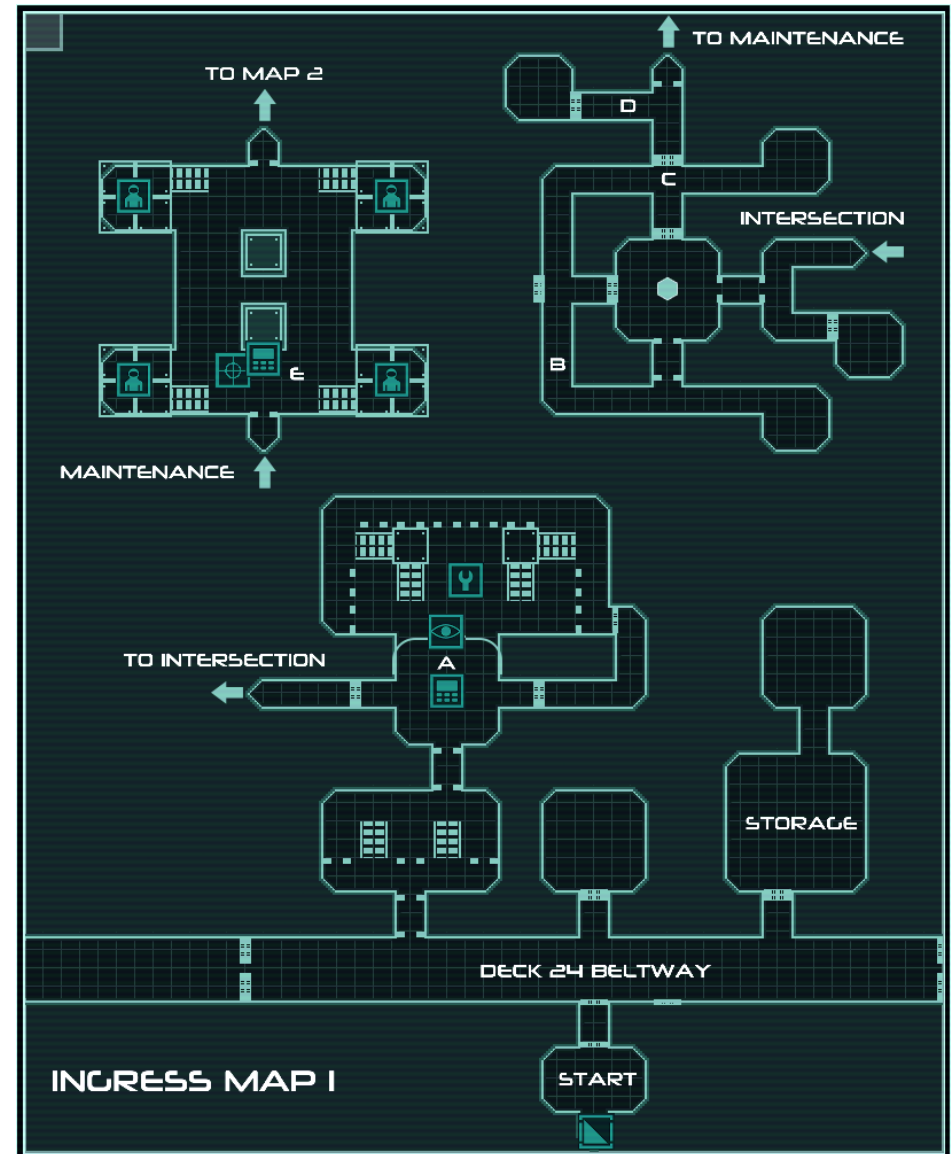 TO MAINTENANCE
TO MAP 2
D
C
INTERSECTION
B
E
MAINTENANCE
A
TO INTERSECTION
STORAGE
DECK 24 BELTWAY
START
INGRESS MAP 1